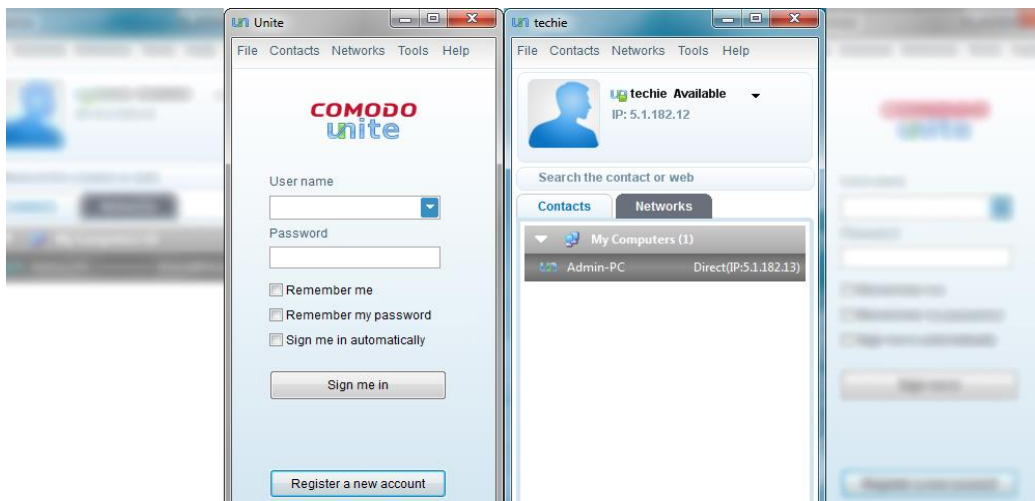 Unite
File Contacts Networks Tools Help
COMODO
unite
User name
Password
Remember me
Remember my password
Sign me in automatically
Sign me in
Register a new account
techie
File Contacts Networks Tools Help
techie Available
IP: 5.1.182.12
Search the contact or web
Contacts Networks
My Computers (1)
Admin-PC Direct(IP:5.1.182.13)